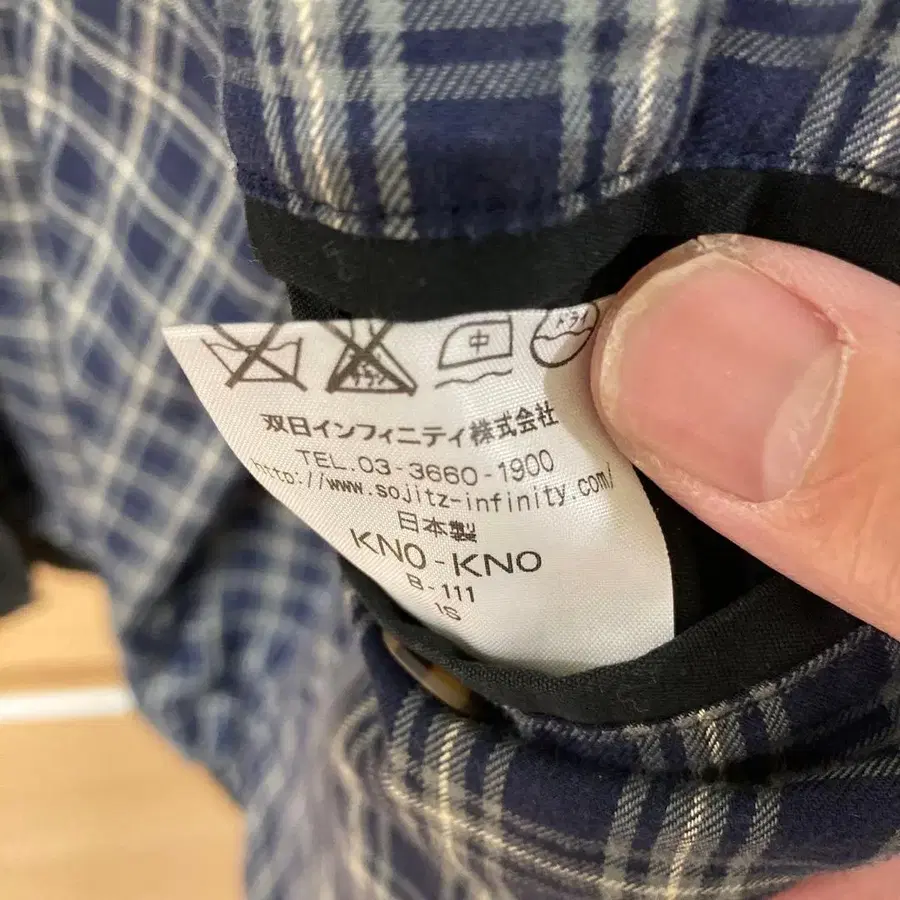 中 ドライ
双日インフィニティ株式会社
TEL.03-3660-1900
http://www.sojitz-infinity.com/
日本製
KNO-KNO
B-111
1S